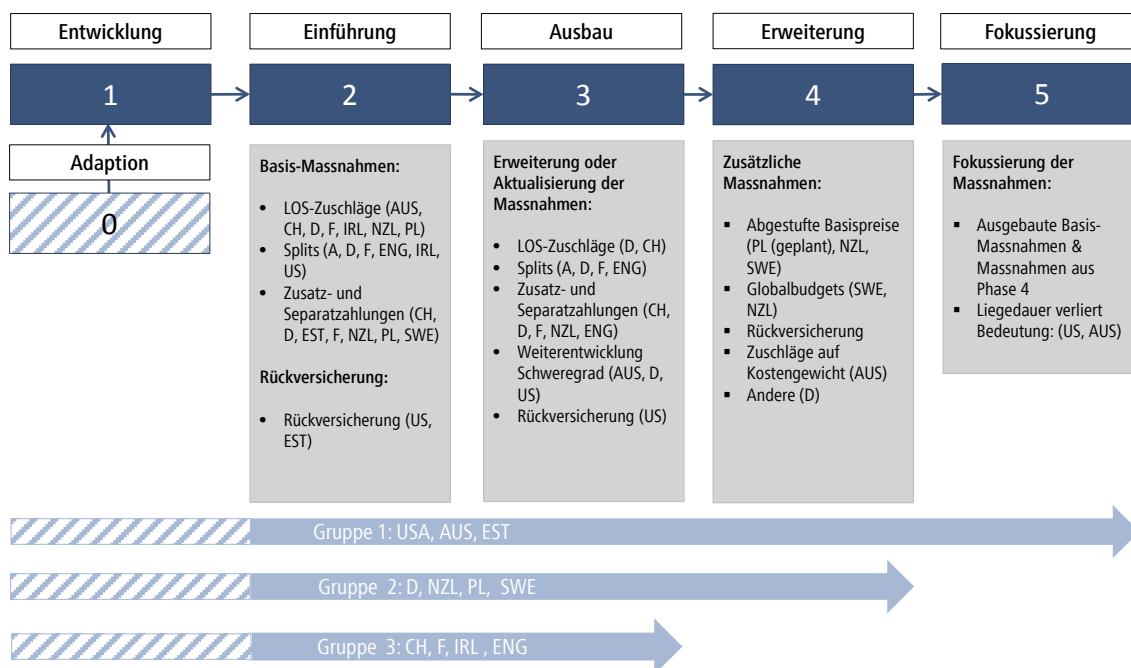 Entwicklung
Einführung
Ausbau
Erweiterung
Fokussierung
1
2
3
4
5
Adaption
0
Basis-Massnahmen:
• LOS-Zuschläge (AUS,
CH, D, F, IRL, NZL, PL)
• Splits (A, D, F, ENG, IRL,
US)
• Zusatz- und
Separatzahlungen (CH,
D, EST, F, NZL, PL, SWE)
Rückversicherung:
• Rückversicherung (US,
EST)
Erweiterung oder
Aktualisierung der
Massnahmen:
• LOS-Zuschläge (D, CH)
• Splits (A, D, F, ENG)
• Zusatz- und
Separatzahlungen (CH,
D, F, NZL, ENG)
• Weiterentwicklung
Schweregrad (AUS, D,
US)
• Rückversicherung (US)
Zusätzliche
Massnahmen:
▪ Abgestufte Basispreise
(PL (geplant), NZL,
SWE)
▪ Globalbudgets (SWE,
NZL)
▪ Rückversicherung
▪ Zuschläge auf
Kostengewicht (AUS)
▪ Andere (D)
Fokussierung der
Massnahmen:
▪ Ausgebaute Basis-
Massnahmen &
Massnahmen aus
Phase 4
▪ Liegedauer verliert
Bedeutung: (US, AUS)
Gruppe 1: USA, AUS, EST
Gruppe 2: D, NZL, PL, SWE
Gruppe 3: CH, F, IRL , ENG